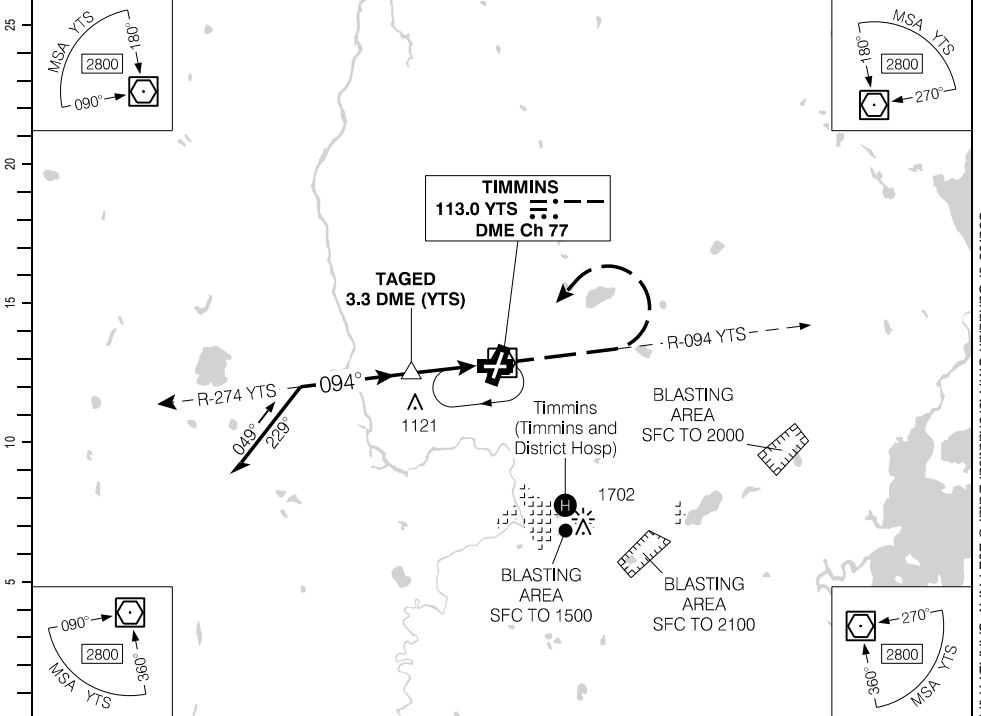 25
20
15
10
5
MSA YTS
180°
2800
090°
MSA YTS
180°
2800
270°
TIMMINS
113.0 YTS
DME Ch 77
TAGED
3.3 DME (YTS)
R-094 YTS
R-274 YTS
094°
049°
229°
1121
Timmins
(Timmins and
District Hosp)
H
1702
BLASTING
AREA
SFC TO 2000
BLASTING
AREA
SFC TO 1500
BLASTING
AREA
SFC TO 2100
090°
2800
360°
MSA YTS
270°
2800
360°
MSA YTS